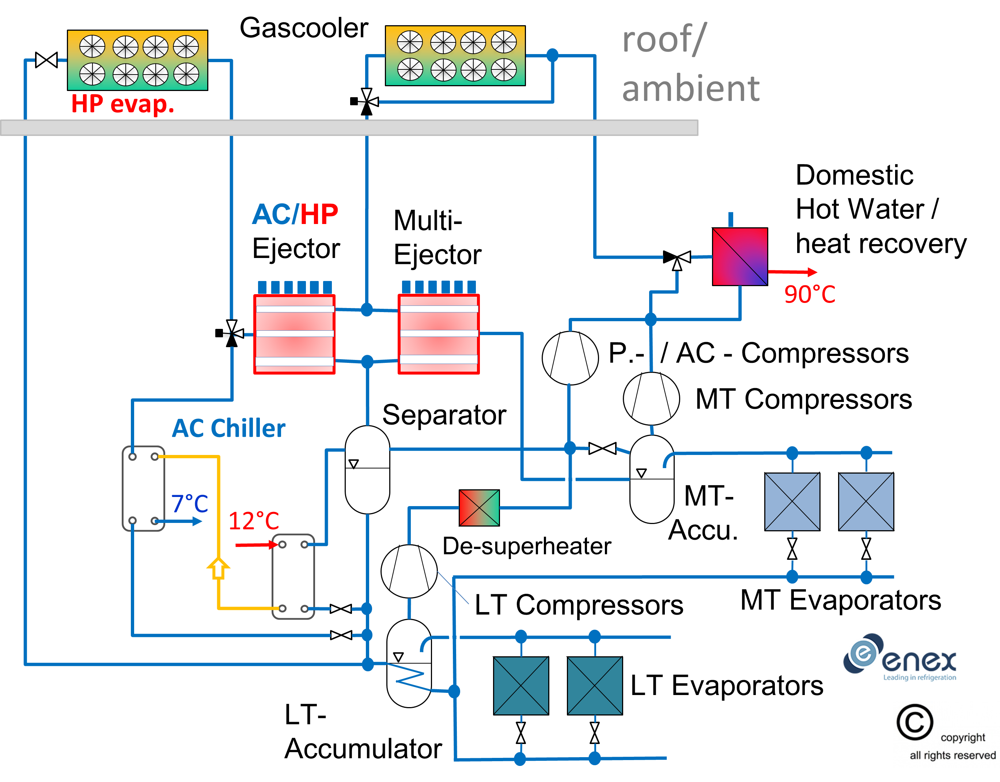 Gascooler
roof/
ambient
HP evap.
Domestic
Hot Water /
heat recovery
AC/HP
Ejector
Multi-
Ejector
90°C
P.- / AC - Compressors
MT Compressors
Separator
AC Chiller
7°C
12°C
MT-
Accu.
De-superheater
LT Compressors
MT Evaporators
LT Evaporators
LT-
Accumulator
e enex
Leading in refrigeration
©
copyright
all rights reserved